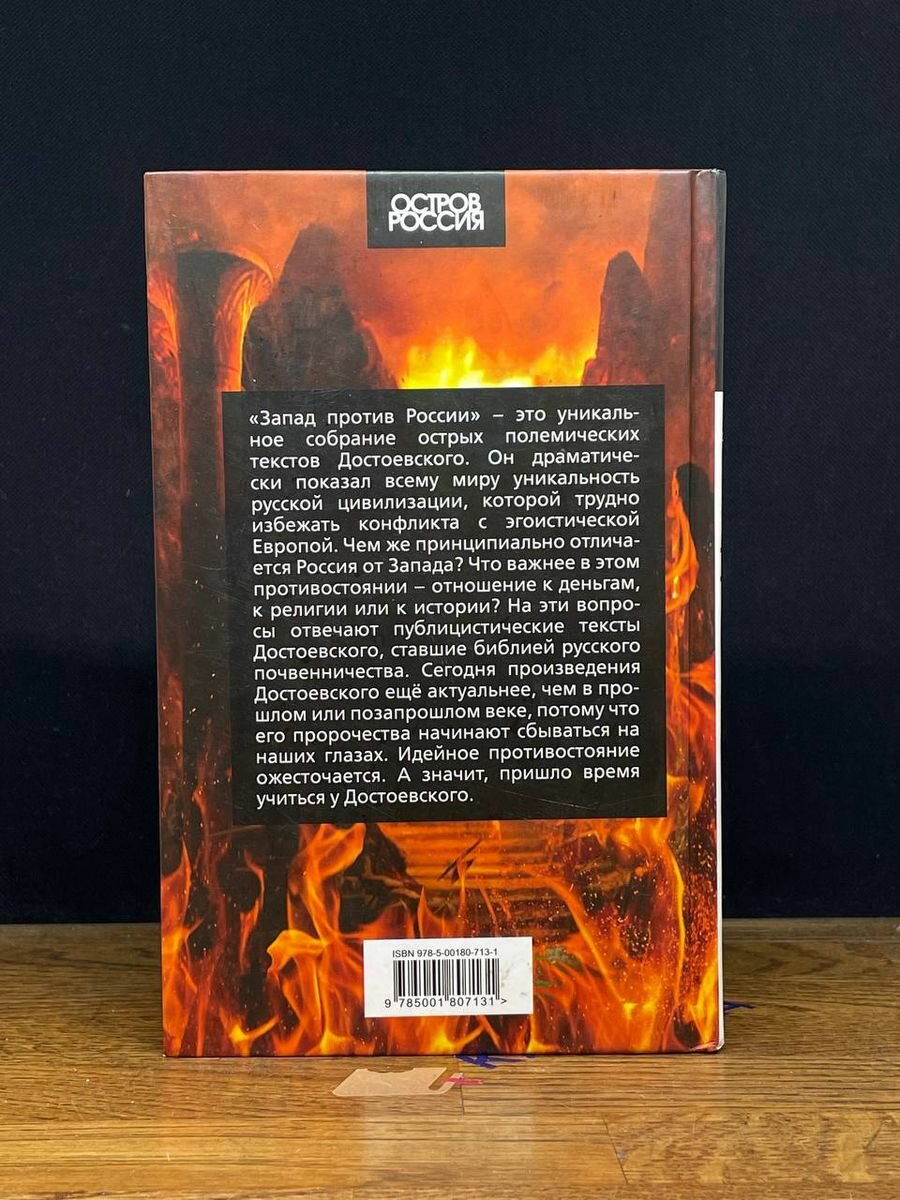 ОСТРОВ
РОССИЯ
«Запад против России» – это уникаль-
ное собрание острых полемических
текстов Достоевского. Он драматиче-
ски показал всему миру уникальность
русской цивилизации, которой трудно
избежать конфликта с эгоистической
Европой. Чем же принципиально отлича-
ется Россия от Запада? Что важнее в этом
противостоянии – отношение к деньгам,
к религии или к истории? На эти вопро-
сы отвечают публицистические тексты
Достоевского, ставшие библией русского
почвенничества. Сегодня произведения
Достоевского ещё актуальнее, чем в про-
шлом или позапрошлом веке, потому что
его пророчества начинают сбываться на
наших глазах. Идейное противостояние
ожесточается. А значит, пришло время
учиться у Достоевского.
ISBN 978-5-00180-713-1
9 785001 807131 >